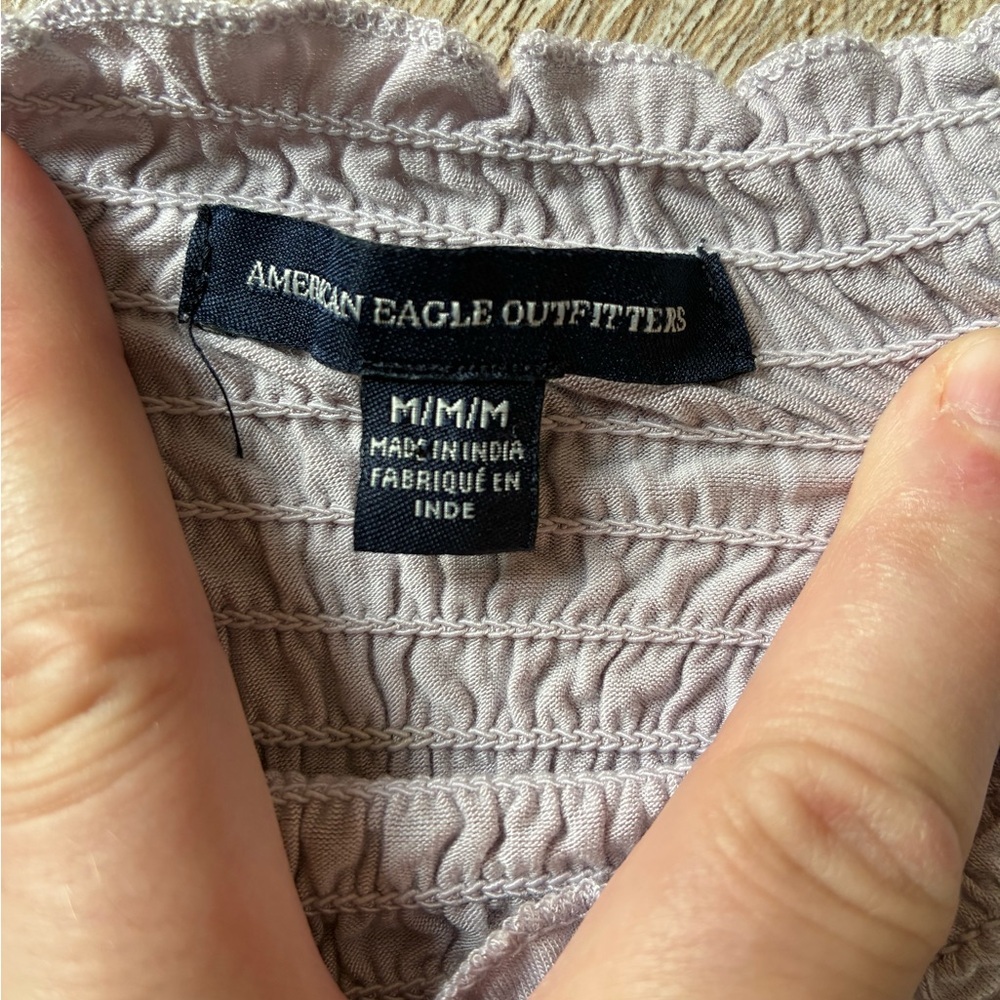 AMERICAN EAGLE OUTFITTERS
M/M/M
MADE IN INDIA
FABRIQUÉ EN
INDE